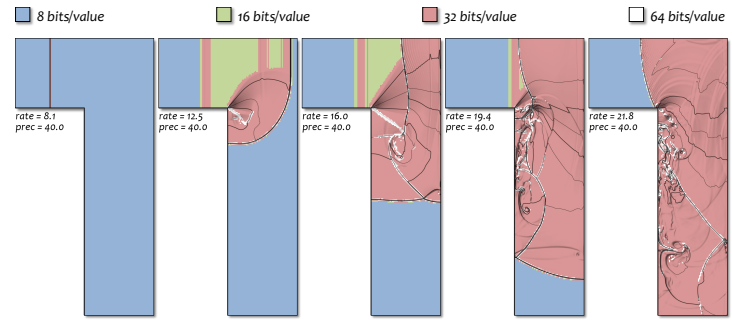 8 bits/value 16 bits/value 32 bits/value 64 bits/value
rate = 8.1 rate = 12.5 rate = 16.0 rate = 19.4 rate = 21.8
prec = 40.0 prec = 40.0 prec = 40.0 prec = 40.0 prec = 40.0